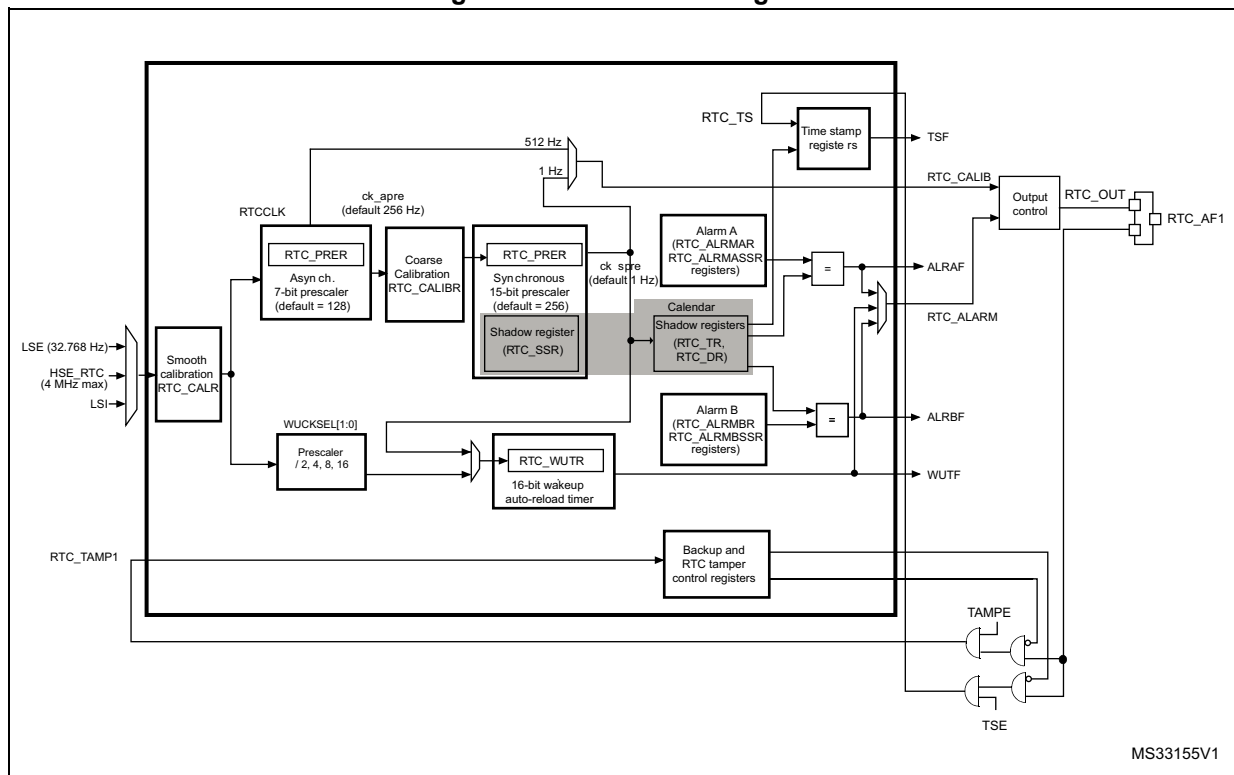 RTC_TS
Time stamp
registe rs
TSF
512 Hz
1 Hz
RTC_CALIB
Output
control
RTC_OUT
RTC_AF1
ck_apre
(default 256 Hz)
RTCCLK
RTC_PRER
Asyn ch.
7-bit prescaler
(default = 128)
Coarse
Calibration
RTC_CALIBR
RTC_PRER
Syn chronous
15-bit prescaler
(default = 256)
ck_spre
(default 1 Hz)
Alarm A
(RTC_ALRMAR
RTC_ALRMASSR
registers)
=
ALRAF
RTC_ALARM
Calendar
Shadow register
(RTC_SSR)
Shadow registers
(RTC_TR,
RTC_DR)
LSE (32.768 Hz)
HSE_RTC
(4 MHz max)
LSI
Smooth
calibration
RTC_CALR
Alarm B
(RTC_ALRMBR
RTC_ALRMBSSR
registers)
=
ALRBF
WUCKSEL[1:0]
Prescaler
/ 2, 4, 8, 16
RTC_WUTR
16-bit wakeup
auto-reload timer
WUTF
RTC_TAMP1
Backup and
RTC tamper
control registers
TAMPE
TSE
MS33155V1